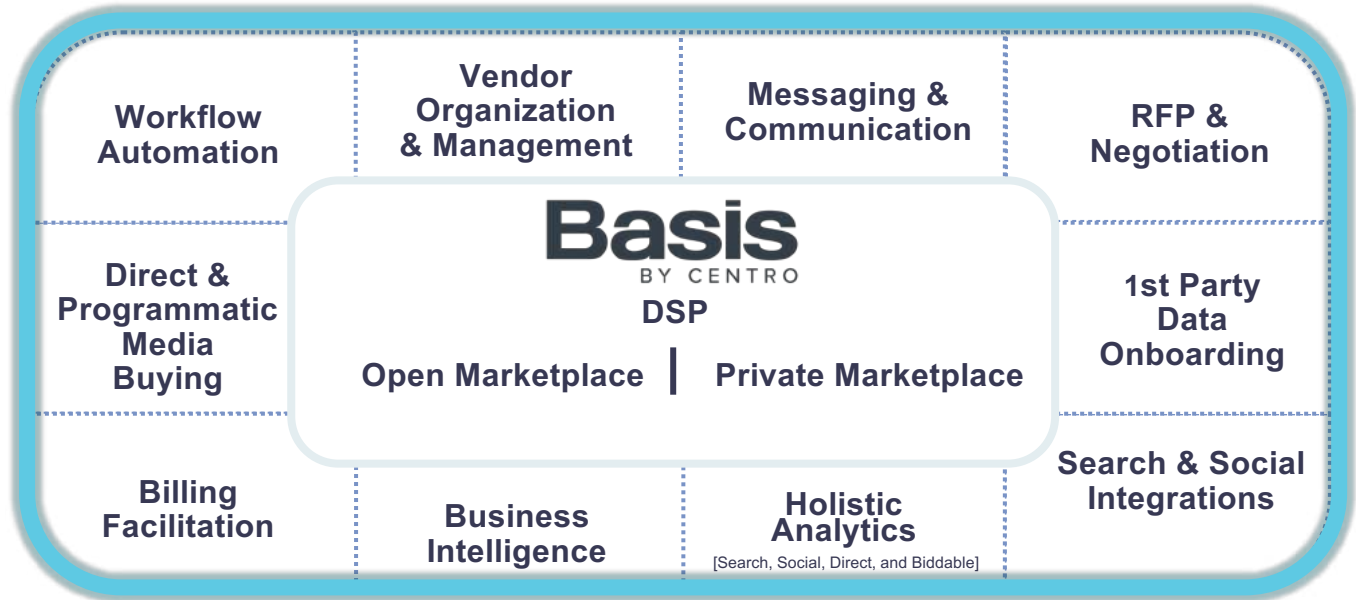 Workflow
Automation
Vendor
Organization
& Management
Messaging &
Communication
RFP &
Negotiation
Basis
BY CENTRO
DSP
Open Marketplace | Private Marketplace
Direct &
Programmatic
Media
Buying
1st Party
Data
Onboarding
Billing
Facilitation
Business
Intelligence
Holistic
Analytics
[Search, Social, Direct, and Biddable]
Search & Social
Integrations